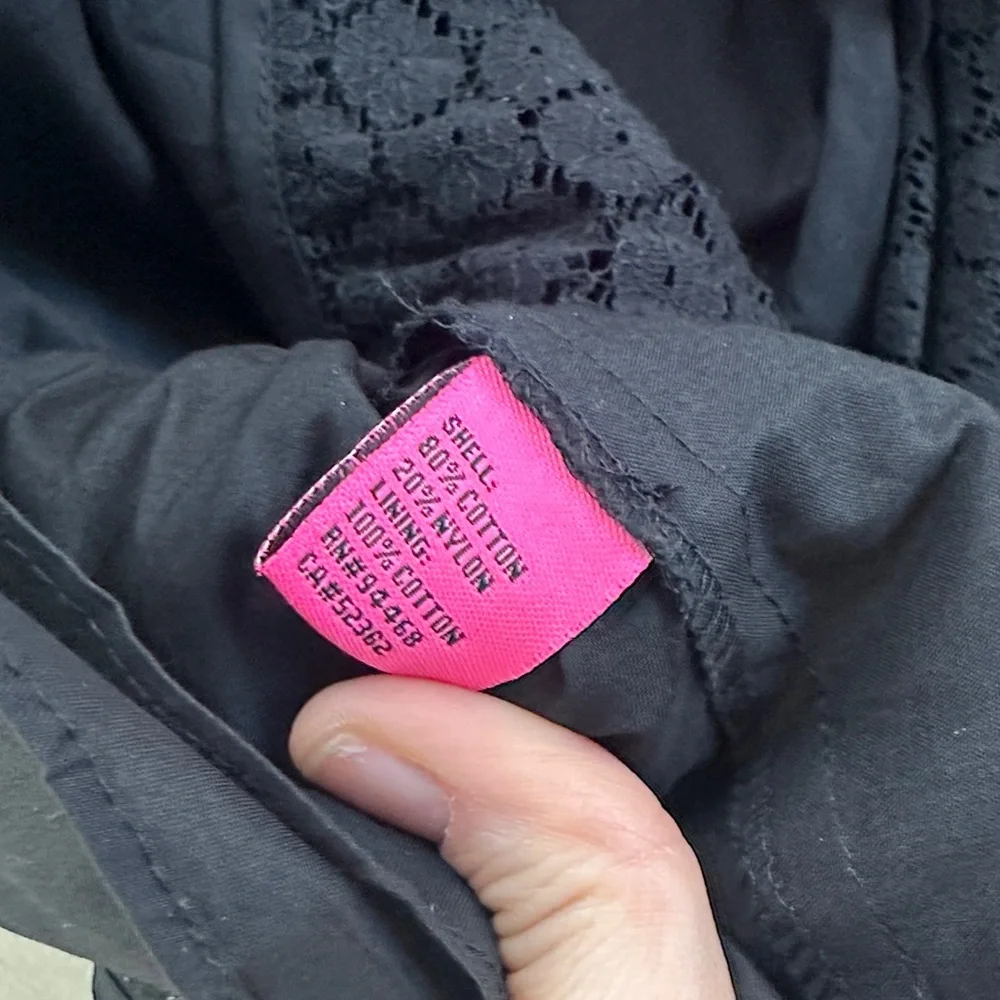 SHELL:
80% COTTON
20% NYLON
LINING:
100% COTTON
RN#94468
CA#52362